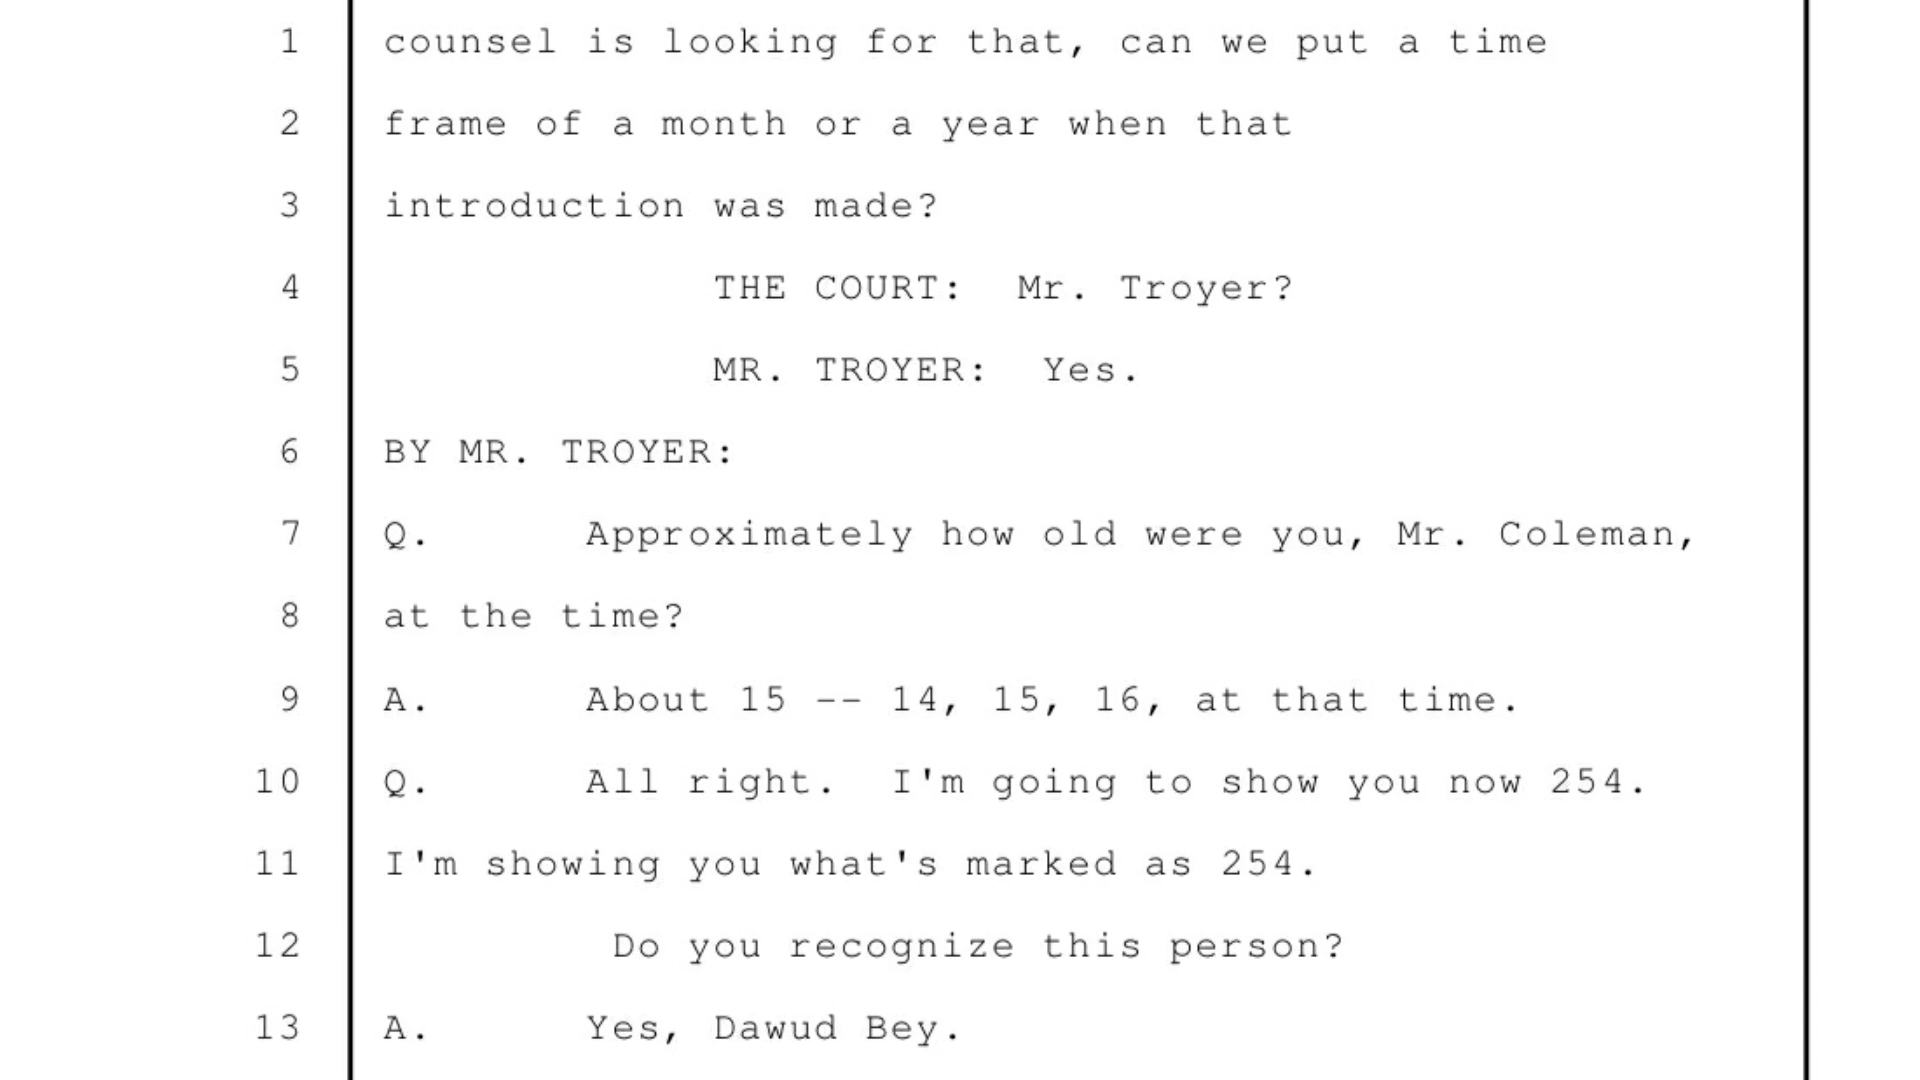 1 counsel is looking for that, can we put a time
2 frame of a month or a year when that
3 introduction was made?
4 THE COURT: Mr. Troyer?
5 MR. TROYER: Yes.
6 BY MR. TROYER:
7 Q. Approximately how old were you, Mr. Coleman,
8 at the time?
9 A. About 15 -- 14, 15, 16, at that time.
10 Q. All right. I'm going to show you now 254.
11 I'm showing you what's marked as 254.
12 Do you recognize this person?
13 A. Yes, Dawud Bey.